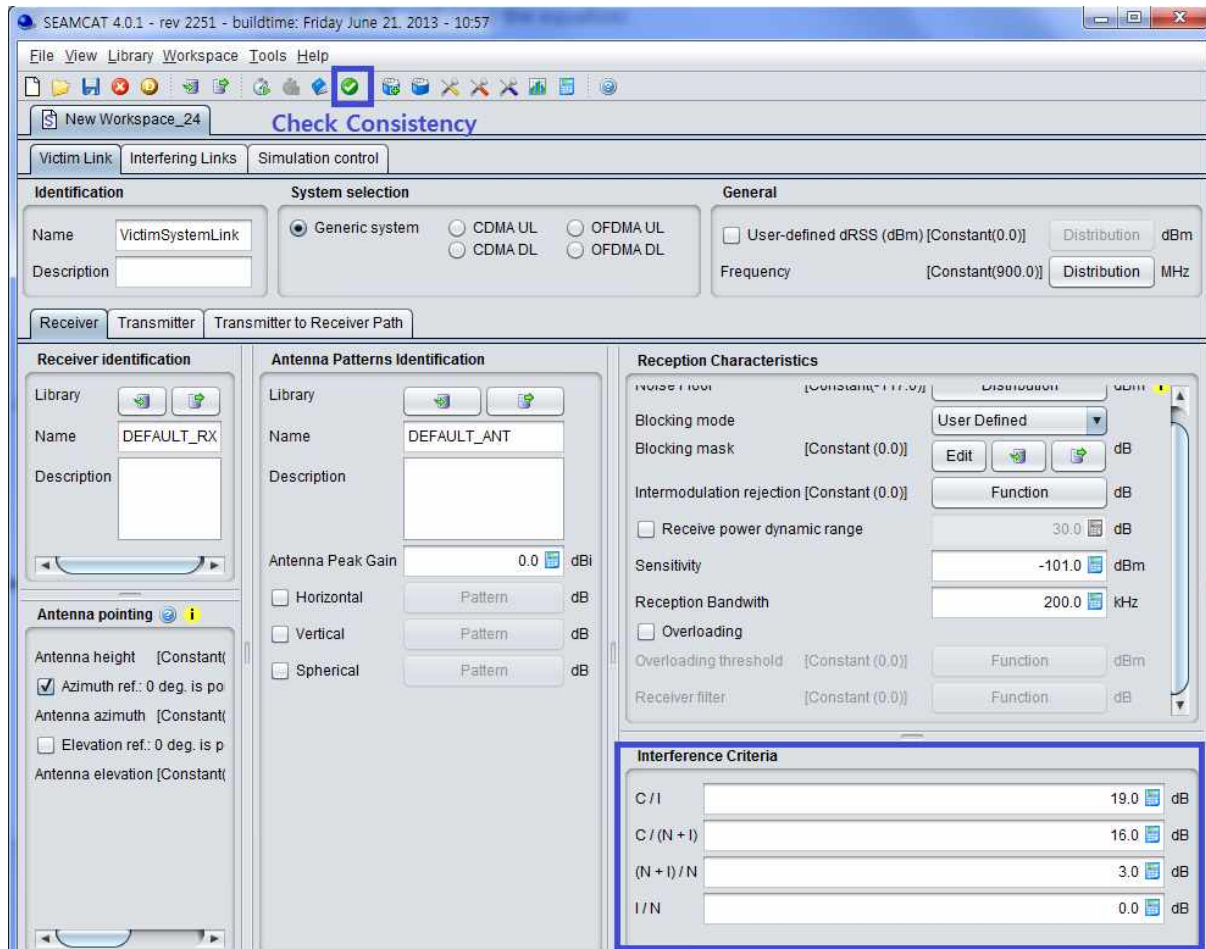 SEAMCAT 4.0.1 - rev 2251 - buildtime: Friday June 21. 2013 - 10:57
File View Library Workspace Tools Help
New Workspace_24
Check Consistency
Victim Link Interfering Links Simulation control
Identification
Name VictimSystemLink
Description
System selection
Generic system CDMA UL OFDMA UL
CDMA DL OFDMA DL
General
User-defined dRSS (dBm) [Constant(0.0)] Distribution dBm
Frequency [Constant(900.0)] Distribution MHz
Receiver Transmitter Transmitter to Receiver Path
Receiver identification
Library
Name DEFAULT_RX
Description
Antenna pointing i
Antenna height [Constant(
Azimuth ref.: 0 deg. is po
Antenna azimuth [Constant(
Elevation ref.: 0 deg. is p
Antenna elevation [Constant(
Antenna Patterns Identification
Library
Name DEFAULT_ANT
Description
Antenna Peak Gain 0.0 dBi
Horizontal Pattern dB
Vertical Pattern dB
Spherical Pattern dB
Reception Characteristics
Noise Floor [Constant(-117.0)] Distribution dBm i
Blocking mode User Defined
Blocking mask [Constant (0.0)] Edit dB
Intermodulation rejection [Constant (0.0)] Function dB
Receive power dynamic range 30.0 dB
Sensitivity -101.0 dBm
Reception Bandwith 200.0 kHz
Overloading
Overloading threshold [Constant (0.0)] Function dBm
Receiver filter [Constant (0.0)] Function dB
Interference Criteria
C / I 19.0 dB
C / (N + I) 16.0 dB
(N + I) / N 3.0 dB
I / N 0.0 dB